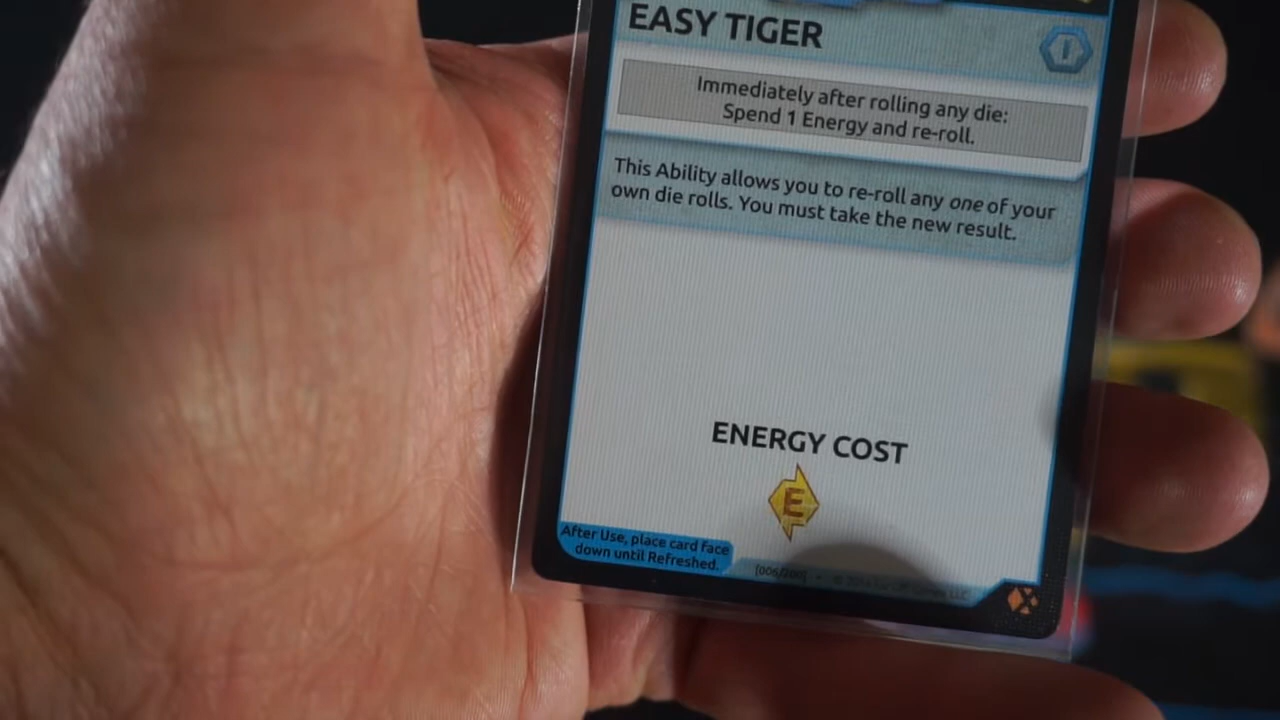 EASY TIGER
I
Immediately after rolling any die:
Spend 1 Energy and re-roll.
This Ability allows you to re-roll any one of your
own die rolls. You must take the new result.
ENERGY COST
E
After Use, place card face
down until Refreshed.